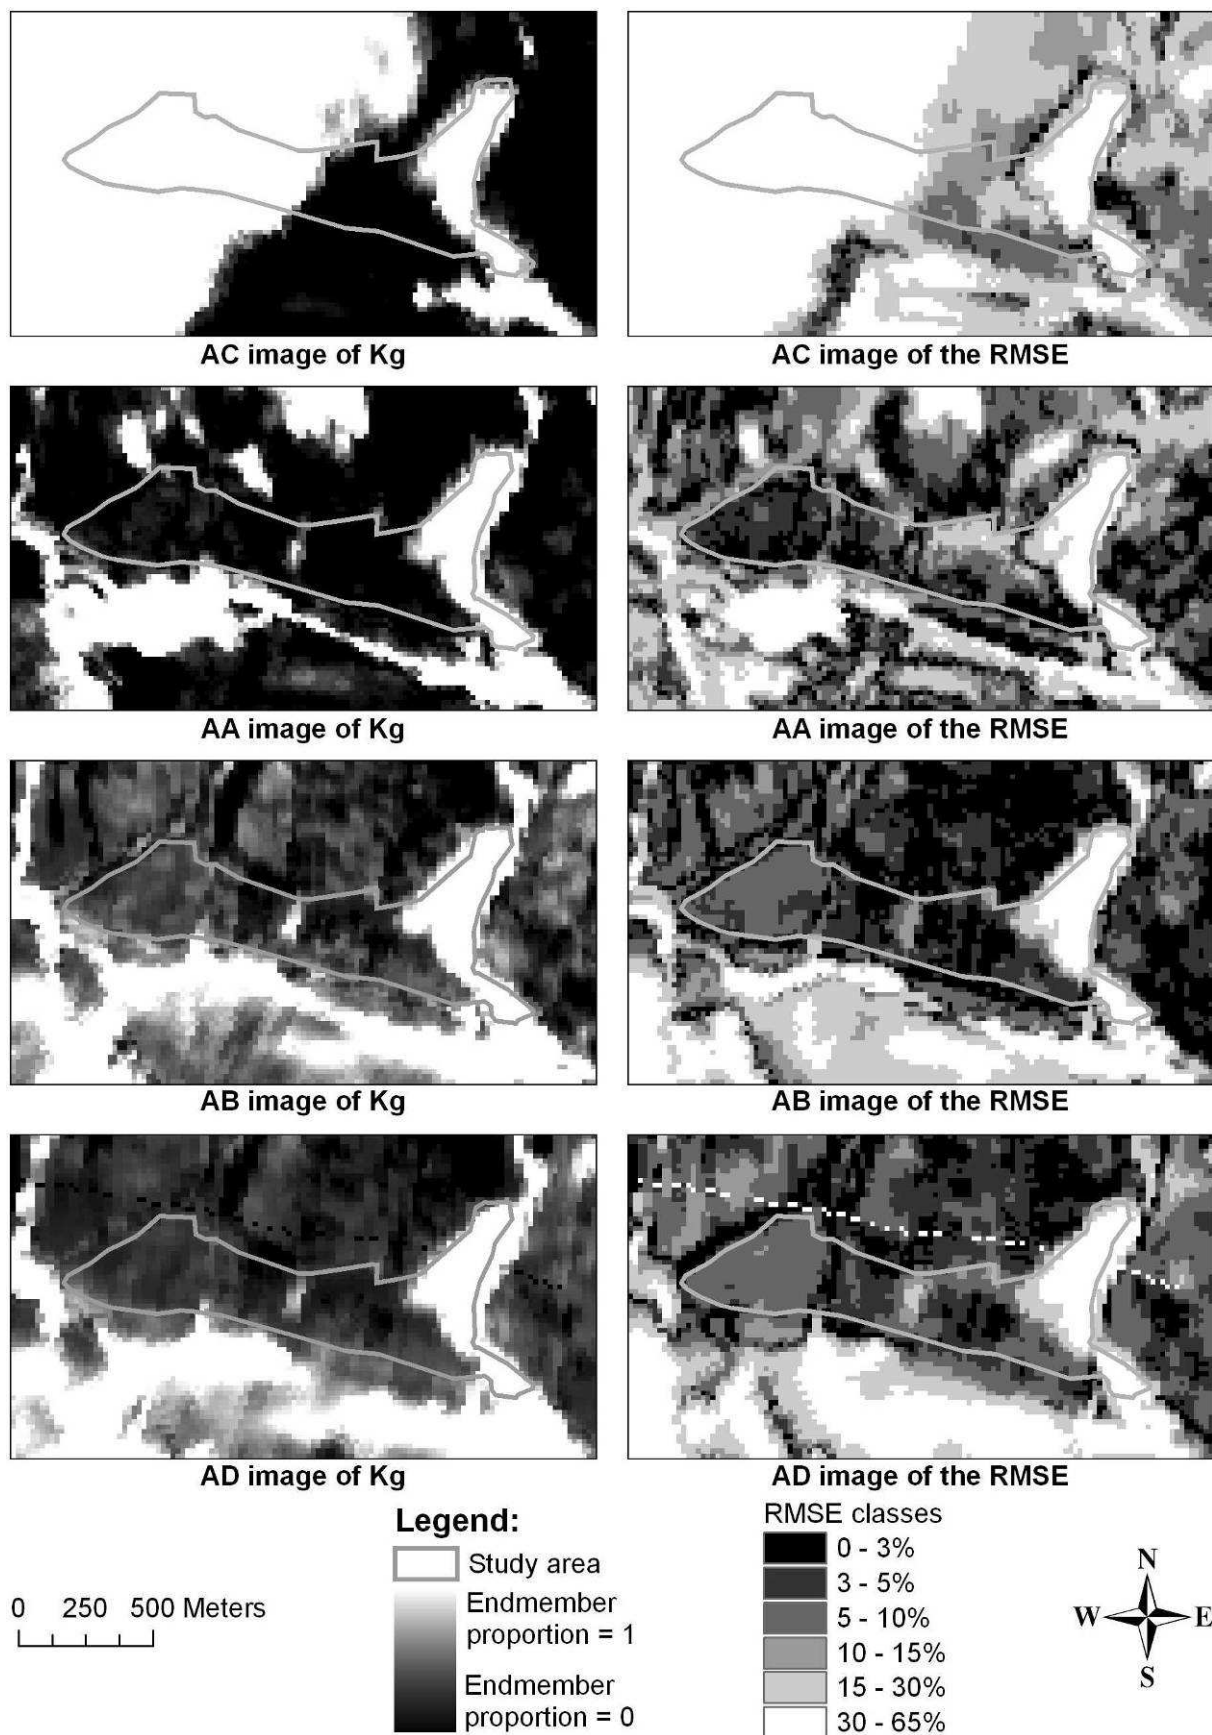 AC image of Kg
AC image of the RMSE
AA image of Kg
AA image of the RMSE
AB image of Kg
AB image of the RMSE
AD image of Kg
AD image of the RMSE
Legend:
Study area
Endmember
proportion = 1
Endmember
proportion = 0
0 250 500 Meters
RMSE classes
0 - 3%
3 - 5%
5 - 10%
10 - 15%
15 - 30%
30 - 65%
N
W E
S